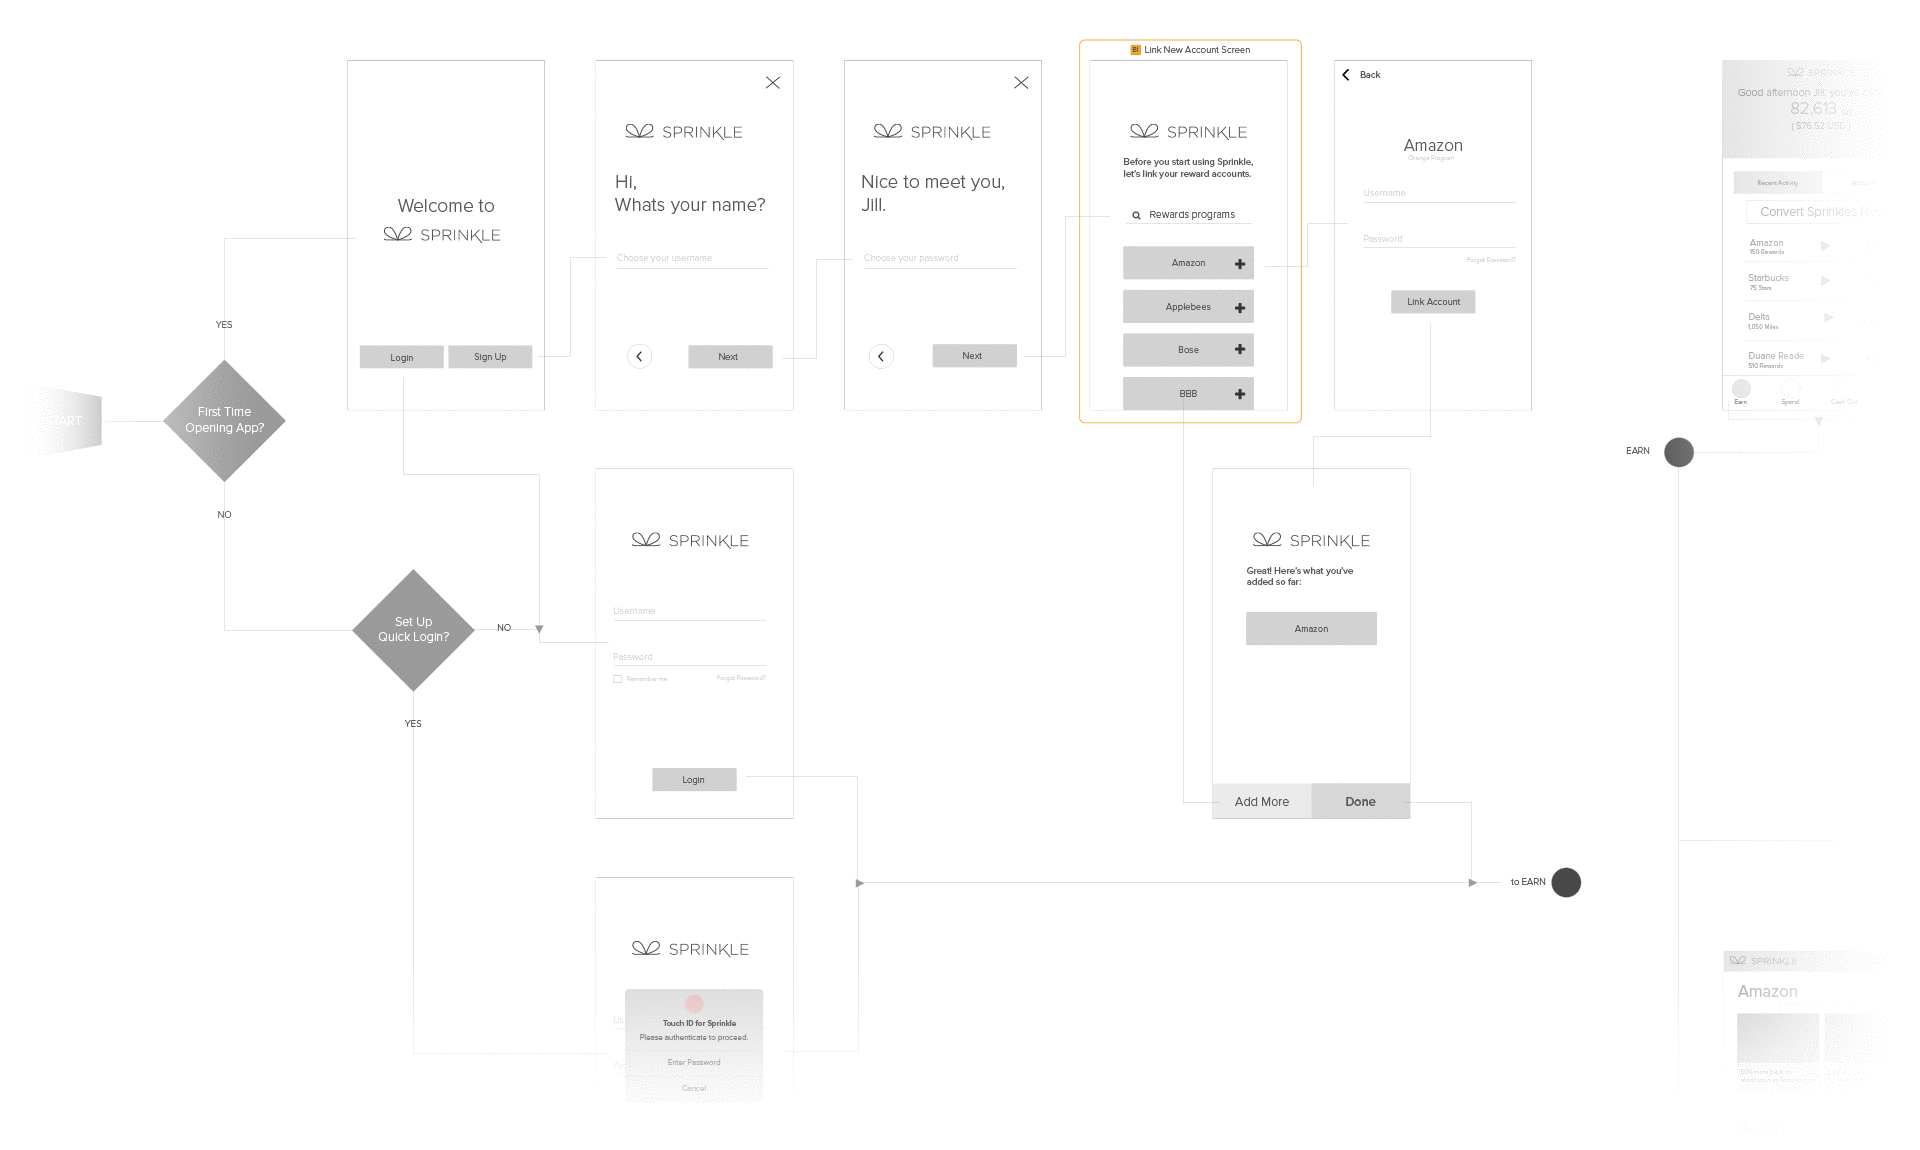 START
First Time
Opening App?
YES
NO
Set Up
Quick Login?
NO
YES
Welcome to
SPRINKLE
Login
Sign Up
SPRINKLE
Hi,
Whats your name?
Choose your username
Next
SPRINKLE
Nice to meet you,
Jill.
Choose your password
Next
BI Link New Account Screen
SPRINKLE
Before you start using Sprinkle,
let's link your reward accounts.
Rewards programs
Amazon
Applebees
Bose
BBB
Back
Amazon
Change Program
Username
Password
Forgot Password?
Link Account
SPRINKLE
Username
Password
Remember me
Forgot Password?
Login
SPRINKLE
Great! Here's what you've
added so far:
Amazon
Add More
Done
to EARN
SPRINKLE
Touch ID for Sprinkle
Please authenticate to proceed.
Enter Password
Cancel
EARN
SPRINKLE
Good afternoon Jill, you've
82,613
( $76.52 USD )
Recent Activity
Convert Sprinkles
Amazon
150 Rewards
Starbucks
75 Stars
Delta
1,050 Miles
Duane Reade
510 Rewards
Earn
Spend
Cash Out
SPRINKLE
Amazon